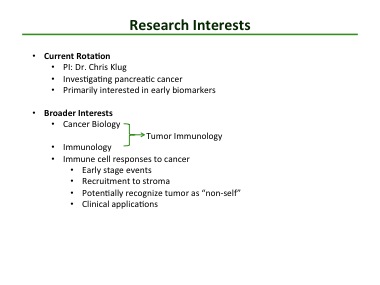 Research Interests
• Current Rotation
• PI: Dr. Chris Klug
• Investigating pancreatic cancer
• Primarily interested in early biomarkers
• Broader Interests
• Cancer Biology
Tumor Immunology
• Immunology
• Immune cell responses to cancer
• Early stage events
• Recruitment to stroma
• Potentially recognize tumor as “non-self”
• Clinical applications